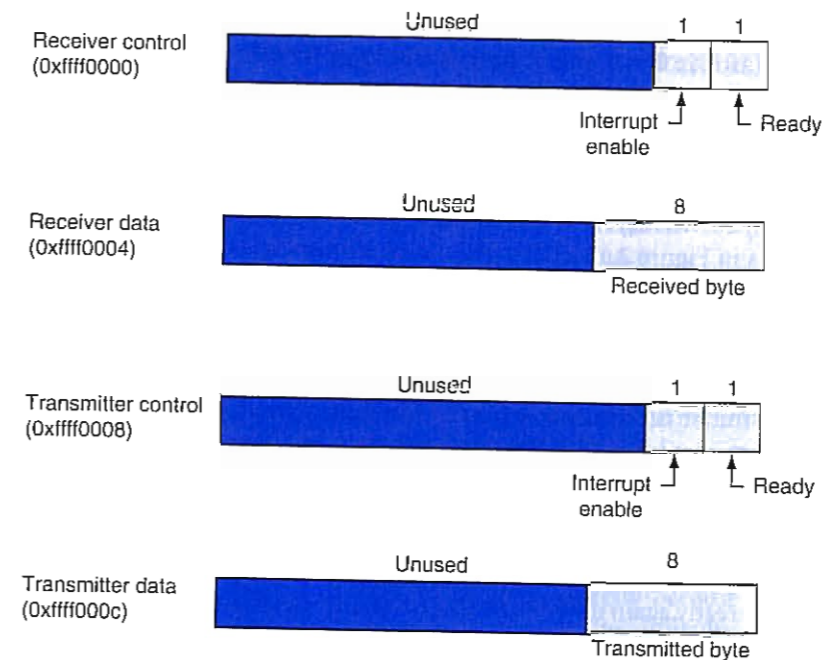 Unused
1 1
Receiver control
(0xffff0000)
Interrupt
enable
Ready
Unused
8
Receiver data
(0xffff0004)
Received byte
Unused
1 1
Transmitter control
(0xffff0008)
Interrupt
enable
Ready
Unused
8
Transmitter data
(0xffff000c)
Transmitted byte